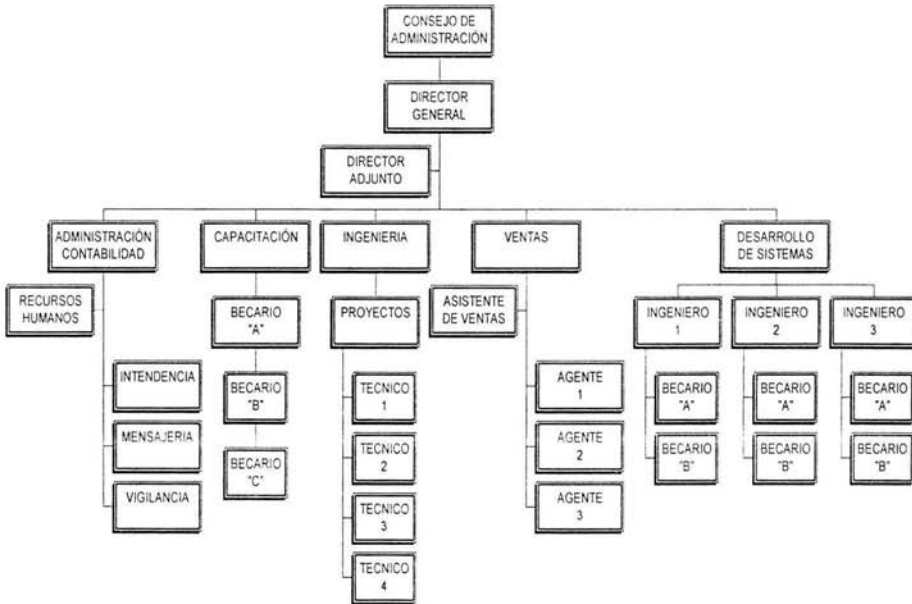 CONSEJO DE
ADMINISTRACIÓN
DIRECTOR
GENERAL
DIRECTOR
ADJUNTO
ADMINISTRACIÓN
CONTABILIDAD
CAPACITACIÓN
INGENIERIA
VENTAS
DESARROLLO
DE SISTEMAS
RECURSOS
HUMANOS
BECARIO
"A"
PROYECTOS
ASISTENTE
DE VENTAS
INGENIERO
1
INGENIERO
2
INGENIERO
3
INTENDENCIA
BECARIO
"B"
TECNICO
1
AGENTE
1
BECARIO
"A"
BECARIO
"A"
BECARIO
"A"
MENSAJERIA
BECARIO
"C"
TECNICO
2
AGENTE
2
BECARIO
"B"
BECARIO
"B"
BECARIO
"B"
VIGILANCIA
TECNICO
3
AGENTE
3
TECNICO
4